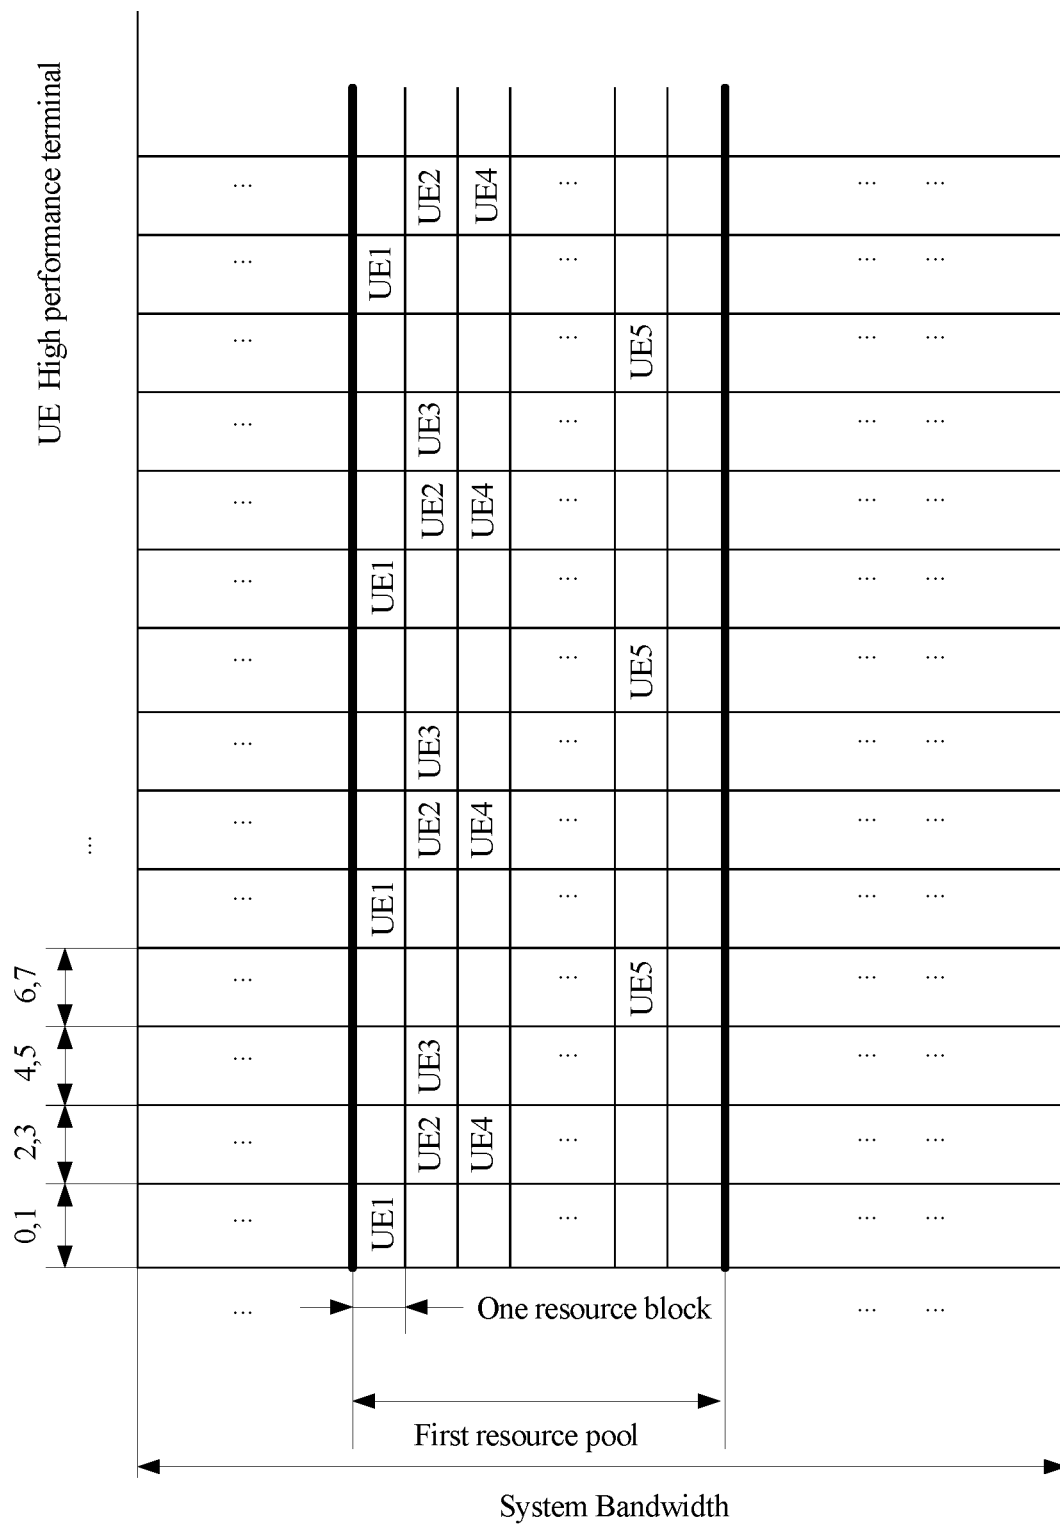 UE High performance terminal
... UE2 UE4 ... ... ...
... UE1 ... ... ...
... ... UE5 ... ...
... UE3 ... ... ...
... UE2 UE4 ... ... ...
... UE1 ... ... ...
... ... UE5 ... ...
... UE3 ... ... ...
... UE2 UE4 ... ... ...
...
... UE1 ... ... ...
6,7 ... ... UE5 ... ...
4,5 ... UE3 ... ... ...
2,3 ... UE2 UE4 ... ... ...
0,1 ... UE1 ... ... ...
... One resource block ... ...
First resource pool
System Bandwidth